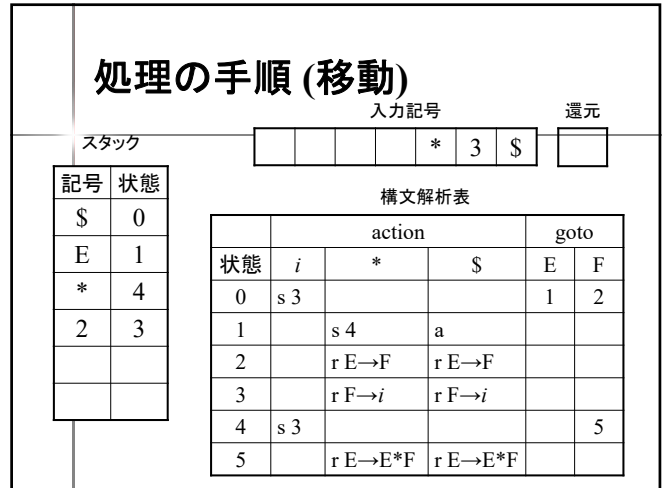 処理の手順 (移動)
入力記号 還元
スタック
* 3 $
記号 状態
$ 0
E 1
* 4
2 3
構文解析表
action goto
状態 i * $ E F
0 s 3 1 2
1 s 4 a
2 r E→F r E→F
3 r F→i r F→i
4 s 3 5
5 r E→E*F r E→E*F